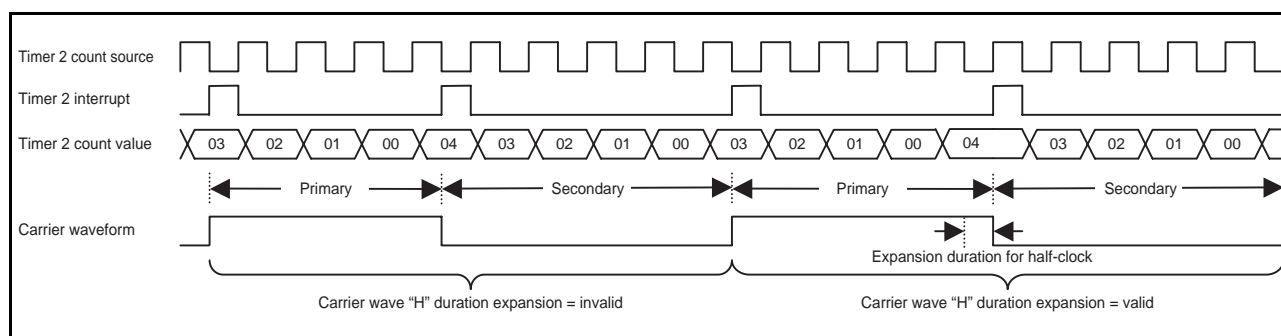 Timer 2 count source
Timer 2 interrupt
Timer 2 count value 03 02 01 00 04 03 02 01 00 03 02 01 00 04 03 02 01 00
Primary Secondary Primary Secondary
Carrier waveform
Expansion duration for half-clock
Carrier wave “H” duration expansion = invalid Carrier wave “H” duration expansion = valid